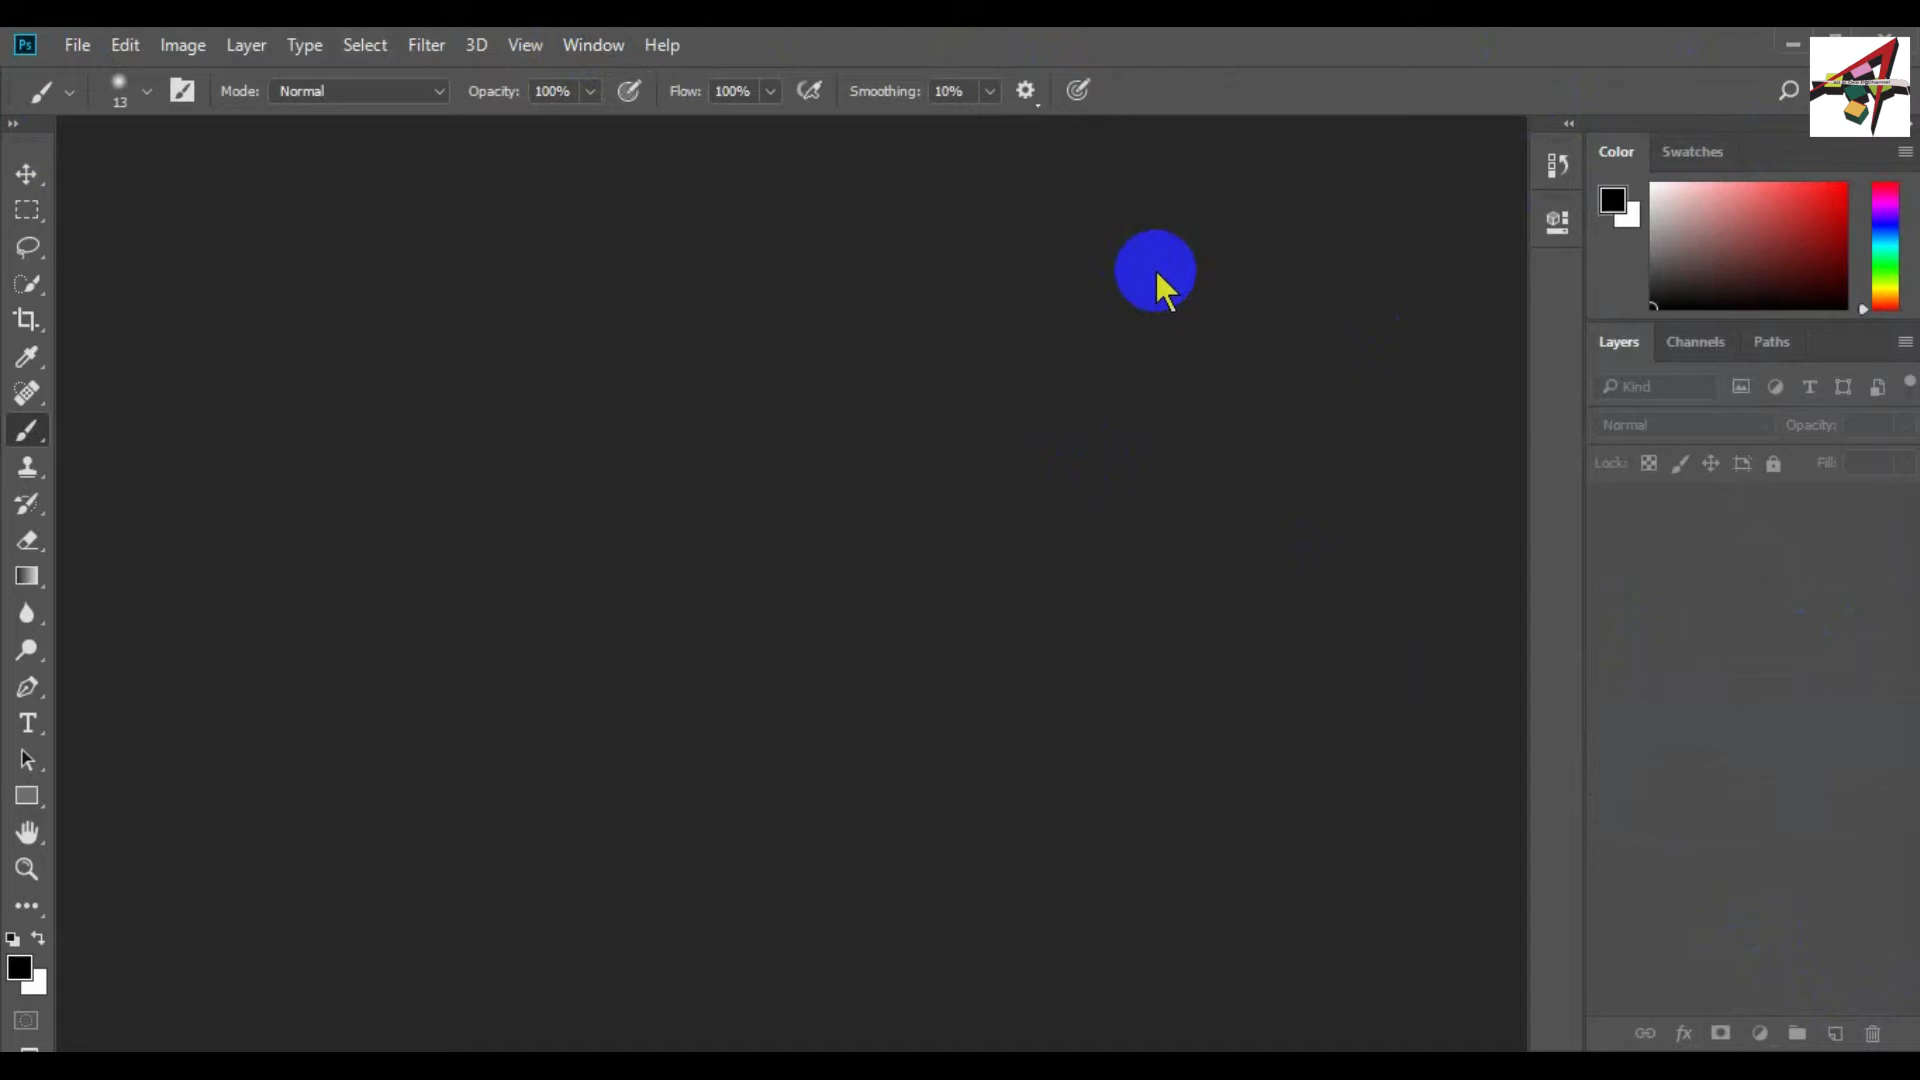 Ps File Edit Image Layer Type Select Filter 3D View Window Help
13 Mode: Normal Opacity: 100% Flow: 100% Smoothing: 10%
Color Swatches
Layers Channels Paths
Kind
Normal Opacity:
Lock: Fill: